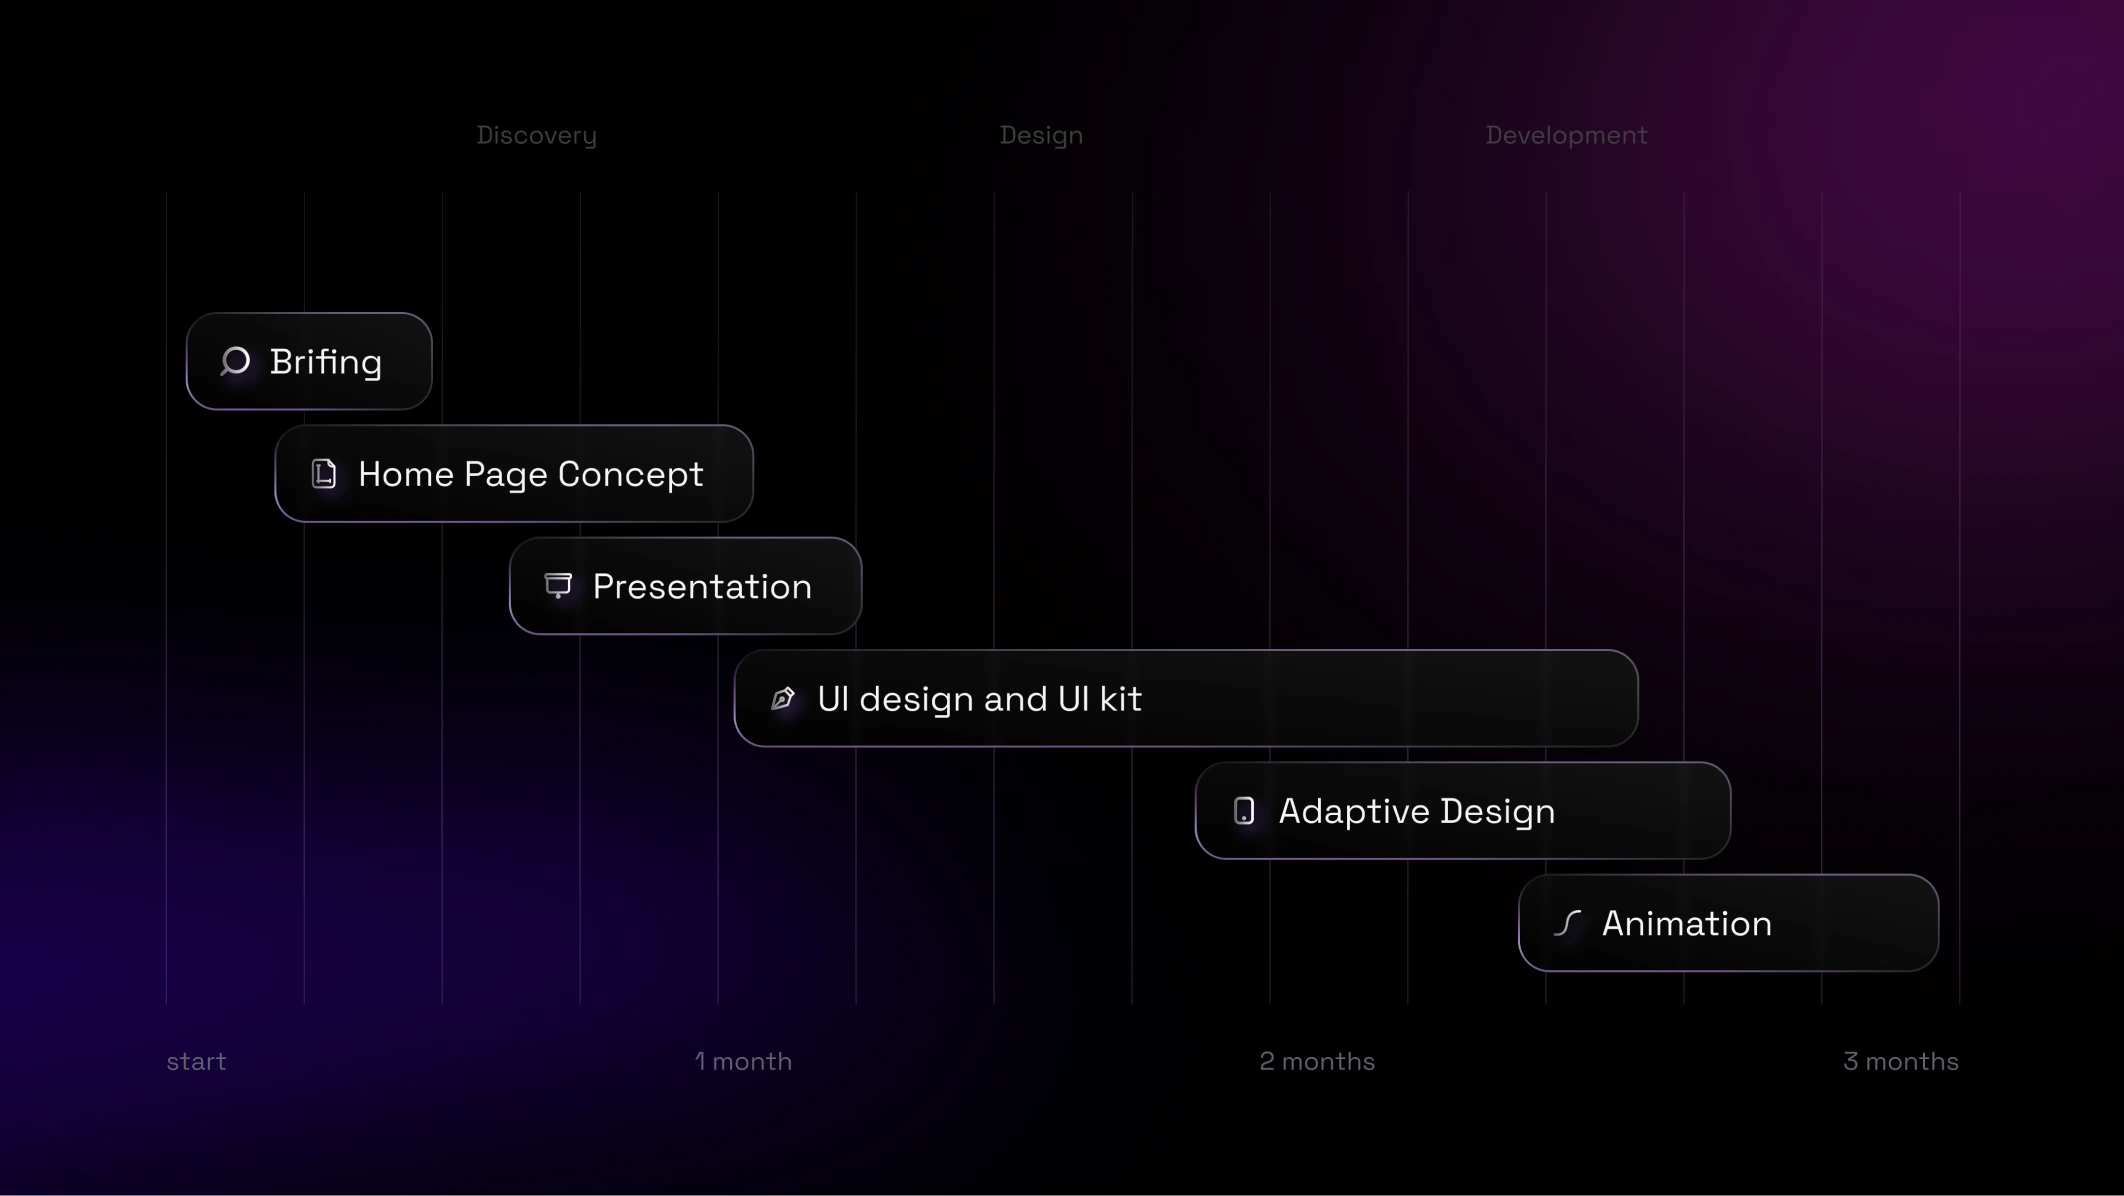 Discovery
Design
Development
Brifing
Home Page Concept
Presentation
UI design and UI kit
Adaptive Design
Animation
start
1 month
2 months
3 months